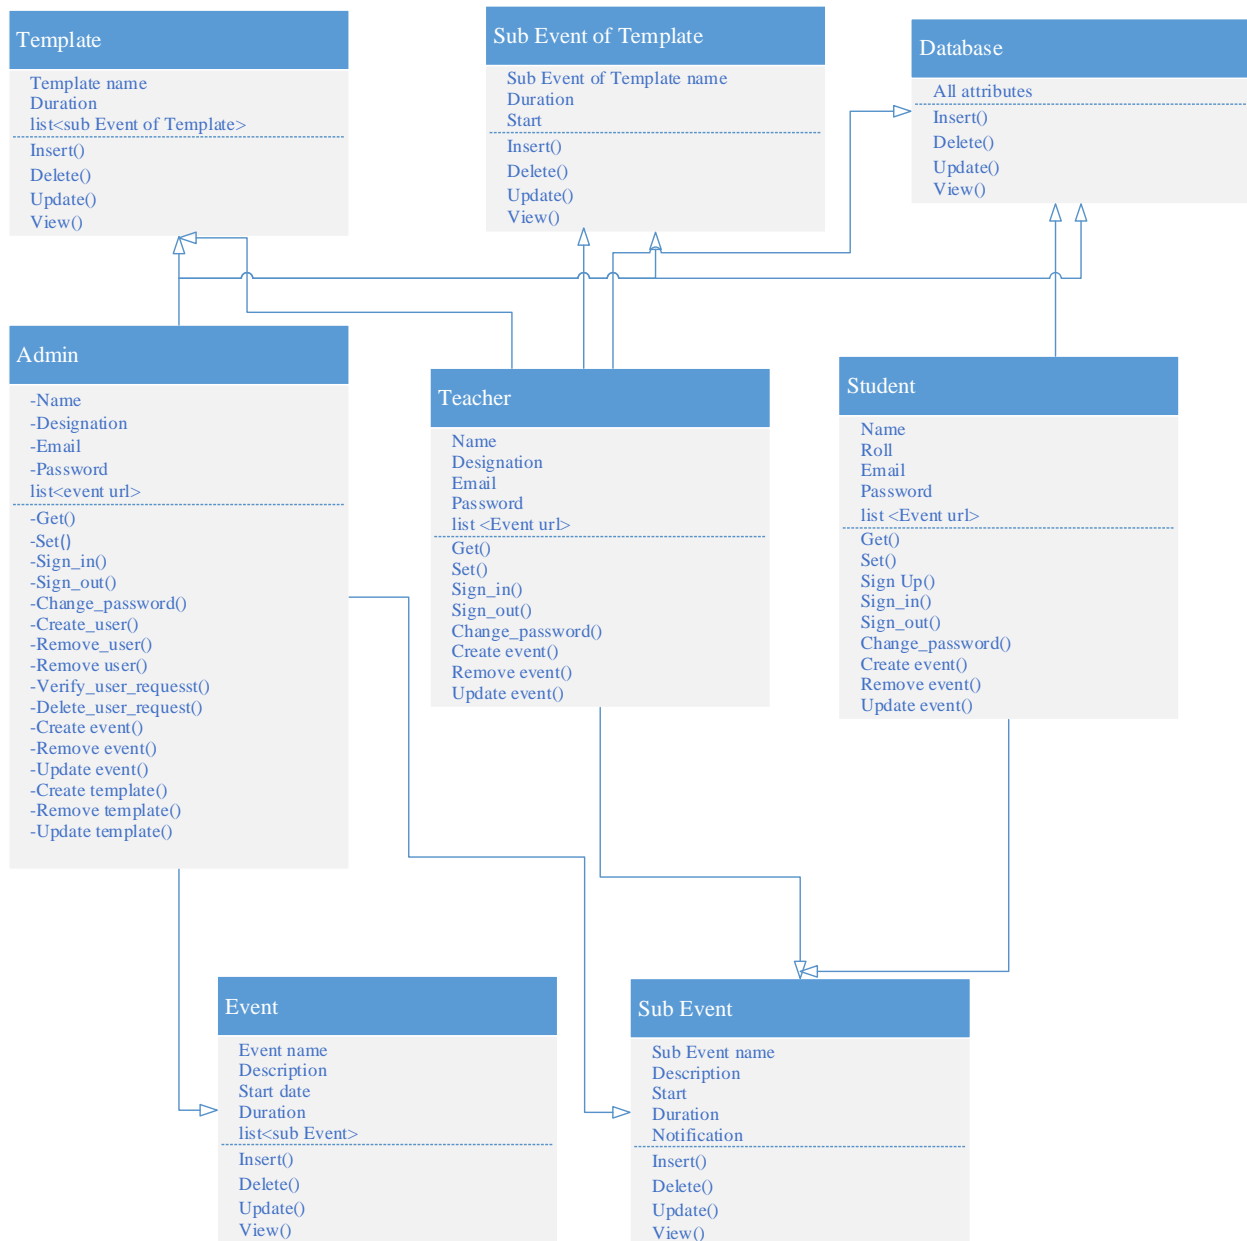 Template
Template name
Duration
list<sub Event of Template>
Insert()
Delete()
Update()
View()
Sub Event of Template
Sub Event of Template name
Duration
Start
Insert()
Delete()
Update()
View()
Database
All attributes
Insert()
Delete()
Update()
View()
Admin
-Name
-Designation
-Email
-Password
list<event url>
-Get()
-Set()
-Sign_in()
-Sign_out()
-Change_password()
-Create_user()
-Remove_user()
-Remove user()
-Verify_user_requesst()
-Delete_user_request()
-Create event()
-Remove event()
-Update event()
-Create template()
-Remove template()
-Update template()
Teacher
Name
Designation
Email
Password
list <Event url>
Get()
Set()
Sign_in()
Sign_out()
Change_password()
Create event()
Remove event()
Update event()
Student
Name
Roll
Email
Password
list <Event url>
Get()
Set()
Sign Up()
Sign_in()
Sign_out()
Change_password()
Create event()
Remove event()
Update event()
Event
Event name
Description
Start date
Duration
list<sub Event>
Insert()
Delete()
Update()
View()
Sub Event
Sub Event name
Description
Start
Duration
Notification
Insert()
Delete()
Update()
View()